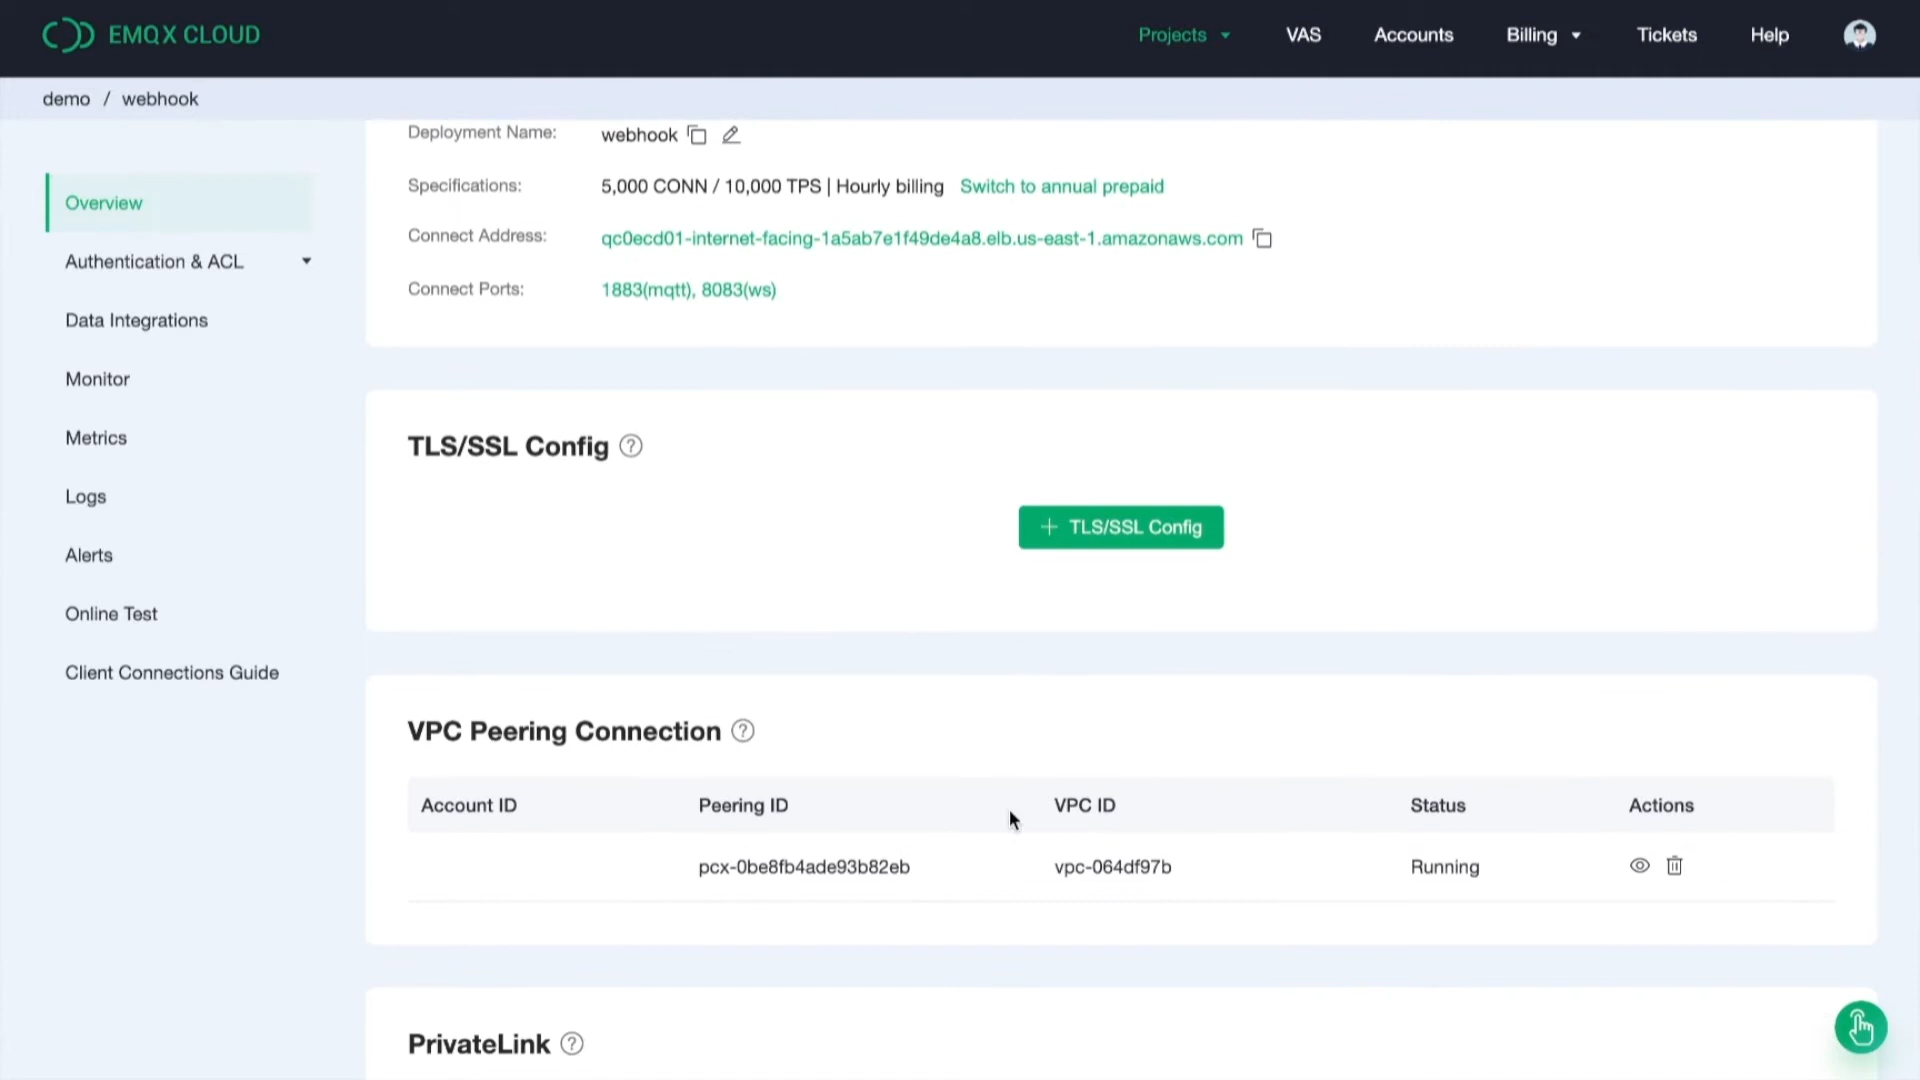 EMQX CLOUD
Projects
VAS
Accounts
Billing
Tickets
Help
demo / webhook
Overview
Authentication & ACL
Data Integrations
Monitor
Metrics
Logs
Alerts
Online Test
Client Connections Guide
Deployment Name: webhook
Specifications: 5,000 CONN / 10,000 TPS | Hourly billing Switch to annual prepaid
Connect Address: qc0ecd01-internet-facing-1a5ab7e1f49de4a8.elb.us-east-1.amazonaws.com
Connect Ports: 1883(mqtt), 8083(ws)
TLS/SSL Config ?
+ TLS/SSL Config
VPC Peering Connection ?
Account ID Peering ID VPC ID Status Actions
pcx-0be8fb4ade93b82eb vpc-064df97b Running
PrivateLink ?